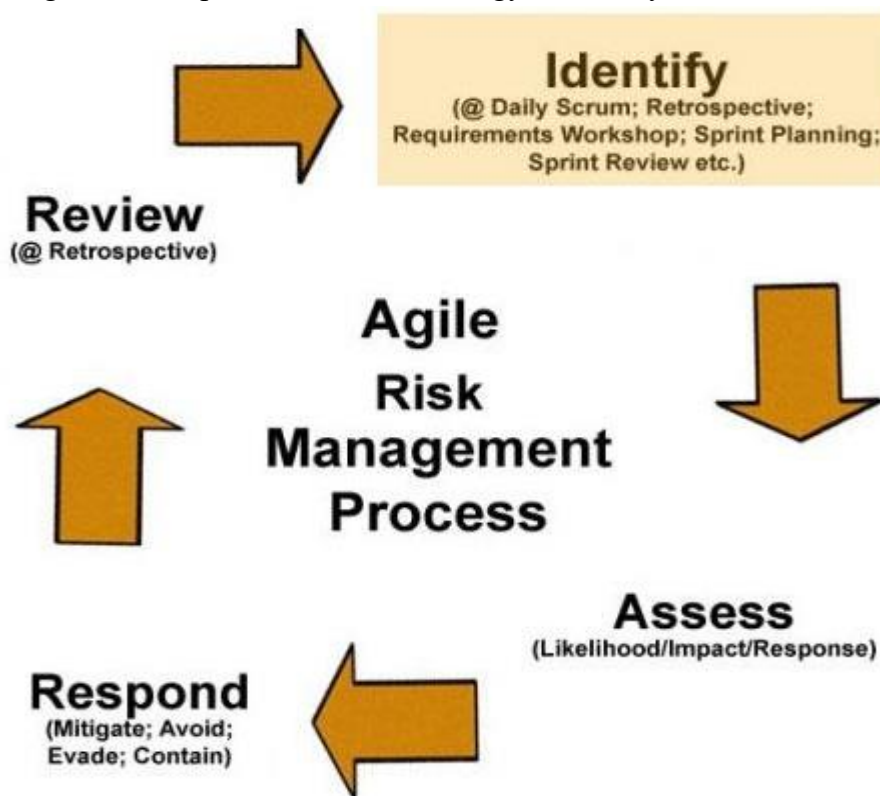 Identify
(@ Daily Scrum; Retrospective;
Requirements Workshop; Sprint Planning;
Sprint Review etc.)
Review
(@ Retrospective)
Agile
Risk
Management
Process
Assess
(Likelihood/Impact/Response)
Respond
(Mitigate; Avoid;
Evade; Contain)